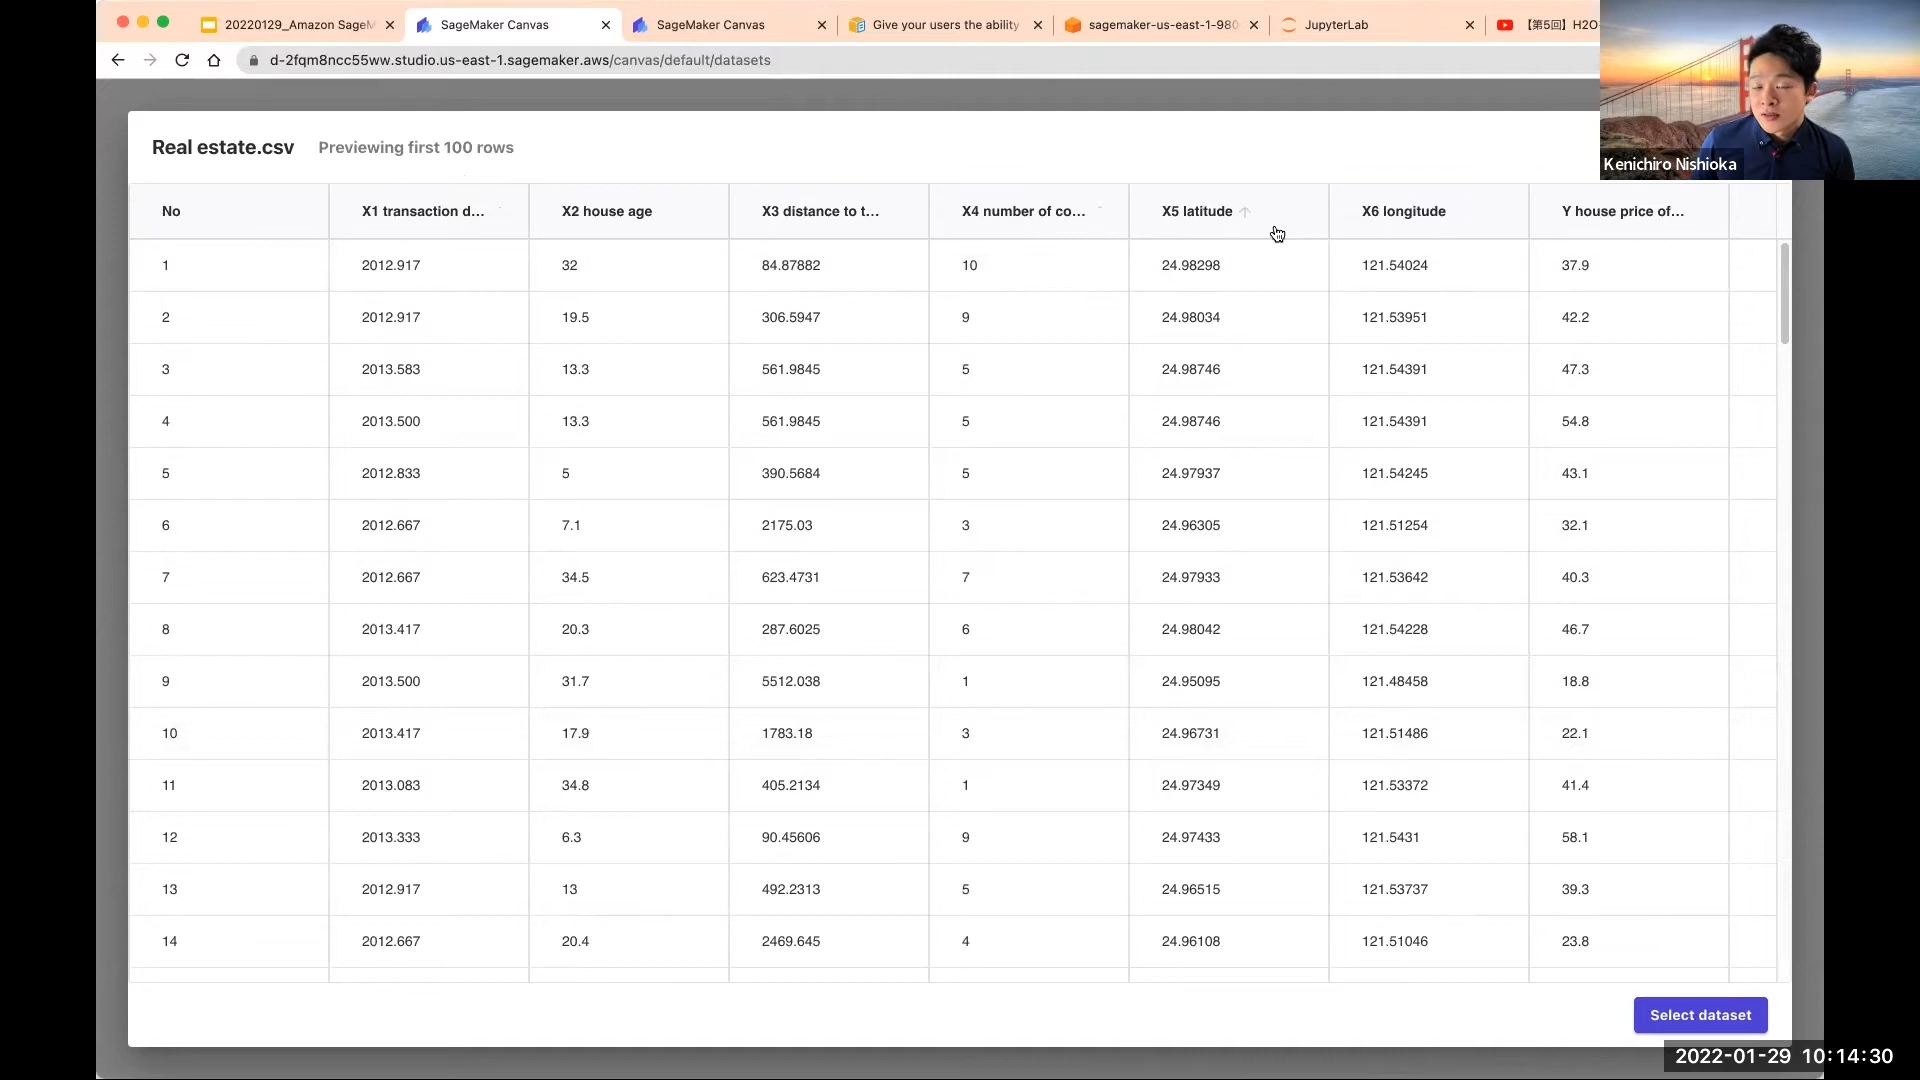 20220129_Amazon SageM
SageMaker Canvas
SageMaker Canvas
Give your users the ability
sagemaker-us-east-1-980
JupyterLab
【第5回】H2O
d-2fqm8ncc55ww.studio.us-east-1.sagemaker.aws/canvas/default/datasets
Kenichiro Nishioka
Real estate.csv Previewing first 100 rows
No X1 transaction d... X2 house age X3 distance to t... X4 number of co... X5 latitude X6 longitude Y house price of...
1 2012.917 32 84.87882 10 24.98298 121.54024 37.9
2 2012.917 19.5 306.5947 9 24.98034 121.53951 42.2
3 2013.583 13.3 561.9845 5 24.98746 121.54391 47.3
4 2013.500 13.3 561.9845 5 24.98746 121.54391 54.8
5 2012.833 5 390.5684 5 24.97937 121.54245 43.1
6 2012.667 7.1 2175.03 3 24.96305 121.51254 32.1
7 2012.667 34.5 623.4731 7 24.97933 121.53642 40.3
8 2013.417 20.3 287.6025 6 24.98042 121.54228 46.7
9 2013.500 31.7 5512.038 1 24.95095 121.48458 18.8
10 2013.417 17.9 1783.18 3 24.96731 121.51486 22.1
11 2013.083 34.8 405.2134 1 24.97349 121.53372 41.4
12 2013.333 6.3 90.45606 9 24.97433 121.5431 58.1
13 2012.917 13 492.2313 5 24.96515 121.53737 39.3
14 2012.667 20.4 2469.645 4 24.96108 121.51046 23.8
Select dataset
2022-01-29 10:14:30